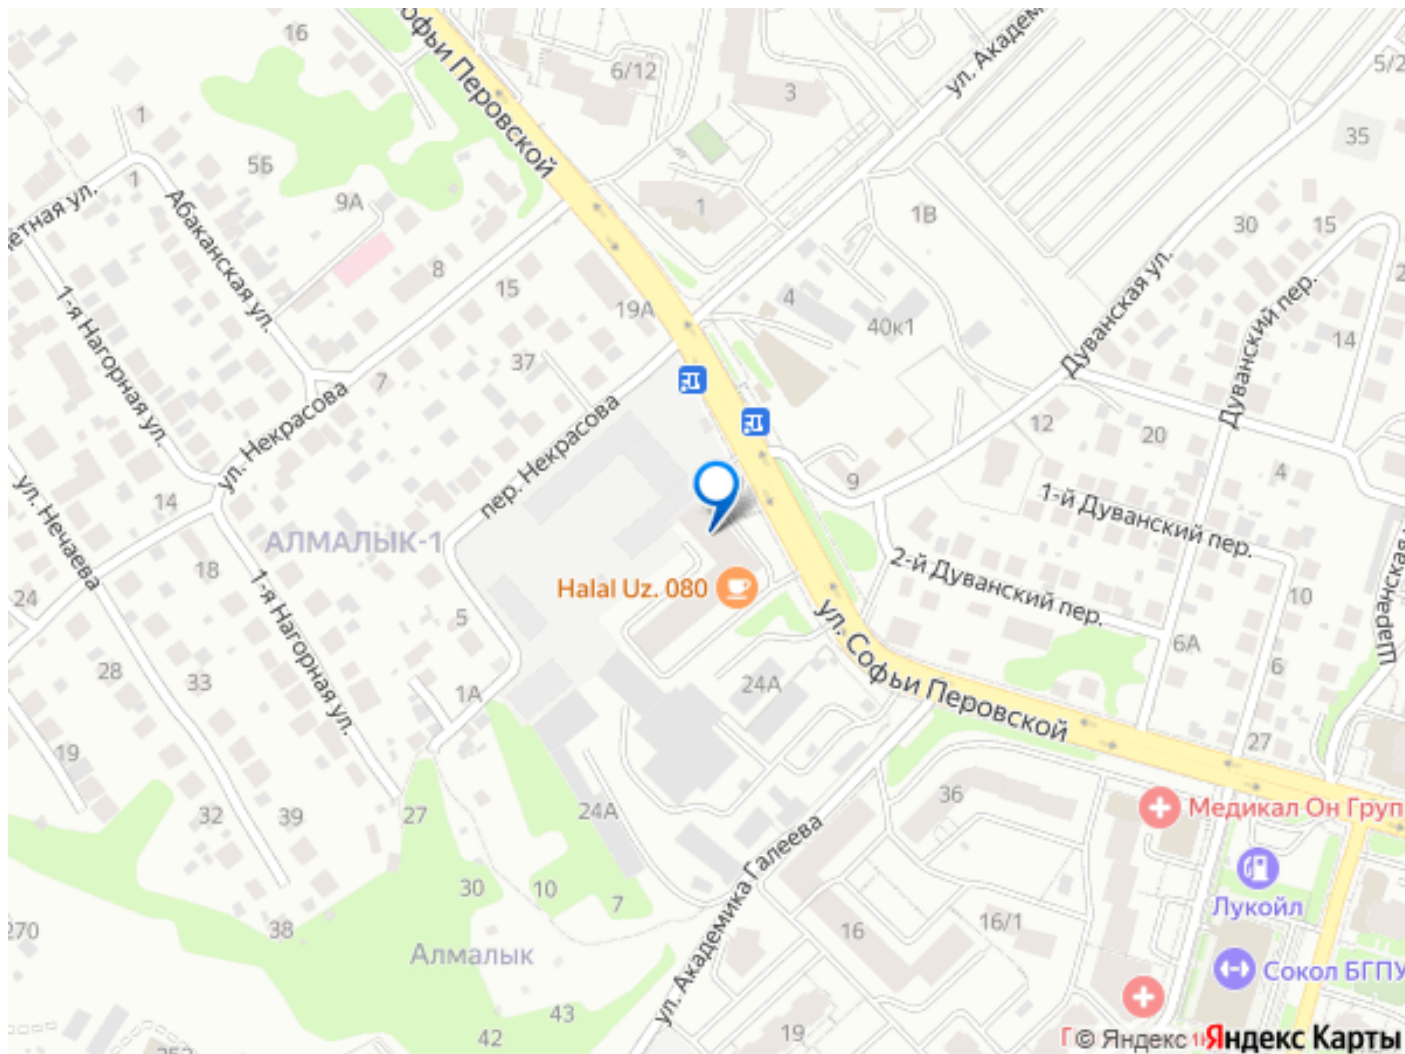 16
6/12
3
ул. Академ
5/2
Софьи Перовской
1
5Б
35
1
9А
1
1В
30
15
Абаканская ул.
8
15
19А
4
40к1
Дуванская ул.
Дуванский пер.
14
1-я Нагорная ул.
37
7
ул. Некрасова
пер. Некрасова
12
20
4
9
14
1-й Дуванский пер.
ул. Нечаева
АЛМАЛЫК-1
18
2-й Дуванский пер.
24
1-я Нагорная ул.
Halal Uz. 080
10
5
ул. Софьи Перовской
6А
6
28
33
1А
24А
19
27
32
39
27
24А
36
Медикал Он Груп
ул. Академика Галеева
30
10
7
Лукойл
38
16
16/1
Алмалык
Сокол БГПУ
43
42
19
© Яндекс
Яндекс Карты